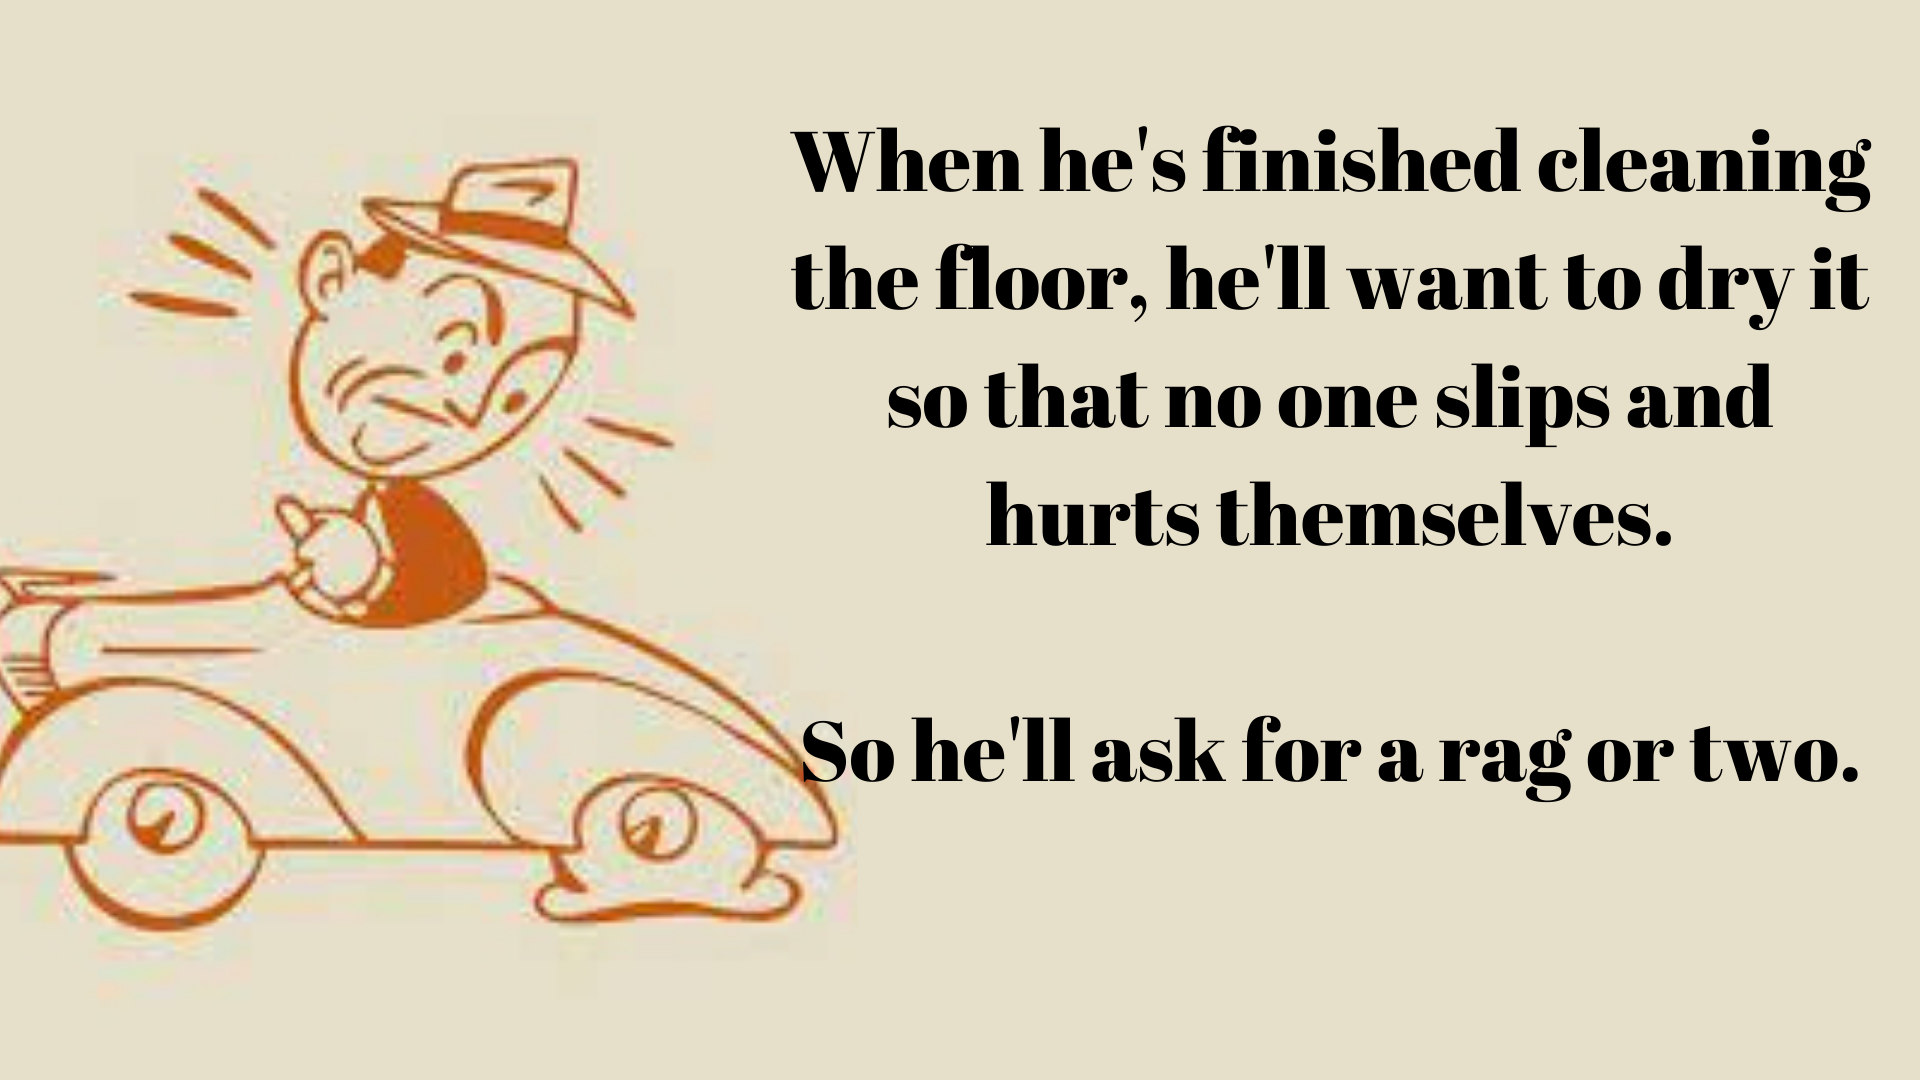 When he's finished cleaning
the floor, he'll want to dry it
so that no one slips and
hurts themselves.
So he'll ask for a rag or two.